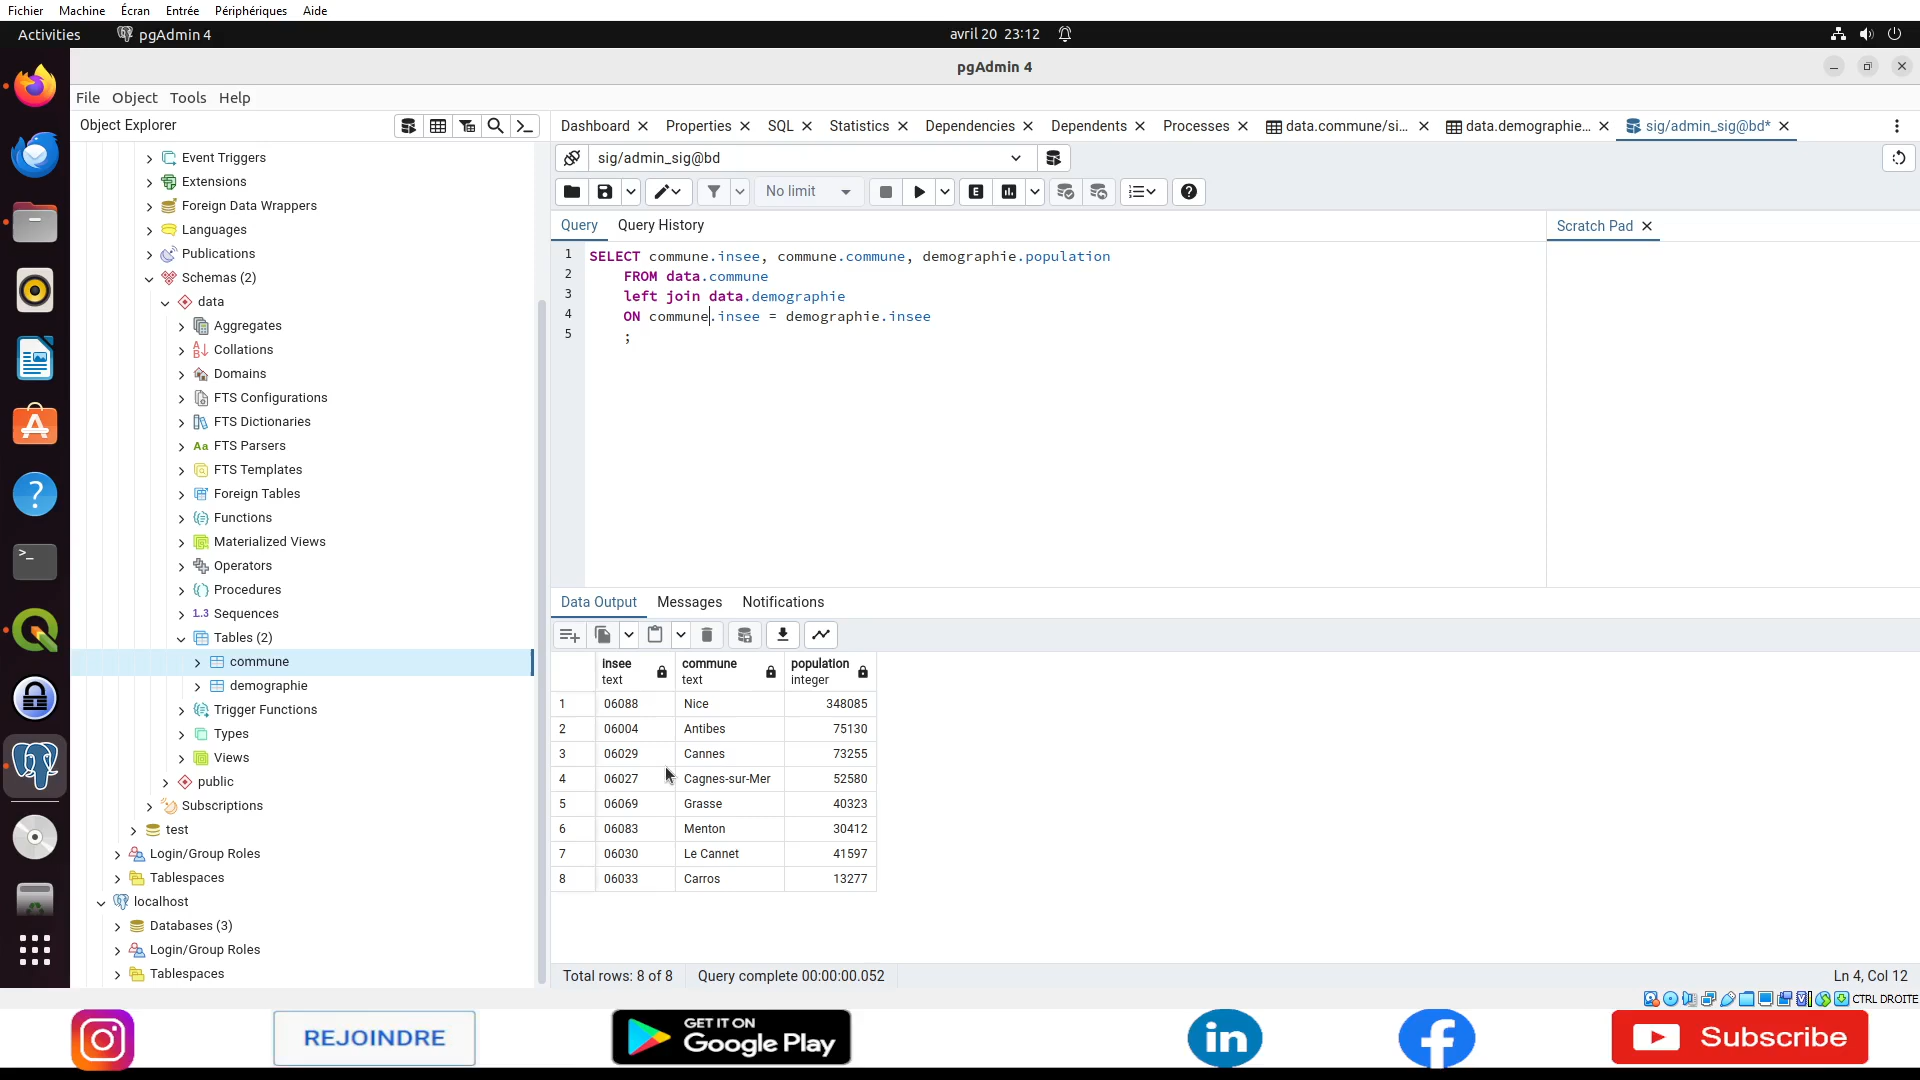 Fichier Machine Écran Entrée Périphériques Aide
Activities pgAdmin 4 avril 20 23:12
pgAdmin 4
File Object Tools Help
Object Explorer
Dashboard Properties SQL Statistics Dependencies Dependents Processes data.commune/si... data.demographie... sig/admin_sig@bd*
sig/admin_sig@bd
No limit
E
Query Query History
Scratch Pad
1 SELECT commune.insee, commune.commune, demographie.population
2 FROM data.commune
3 left join data.demographie
4 ON commune.insee = demographie.insee
5 ;
Event Triggers
Extensions
Foreign Data Wrappers
Languages
Publications
Schemas (2)
data
Aggregates
Collations
Domains
FTS Configurations
FTS Dictionaries
Aa FTS Parsers
FTS Templates
Foreign Tables
Functions
Materialized Views
Operators
Procedures
1..3 Sequences
Tables (2)
commune
demographie
Trigger Functions
Types
Views
public
Subscriptions
test
Login/Group Roles
Tablespaces
localhost
Databases (3)
Login/Group Roles
Tablespaces
Data Output Messages Notifications
insee commune population
text text integer
1 06088 Nice 348085
2 06004 Antibes 75130
3 06029 Cannes 73255
4 06027 Cagnes-sur-Mer 52580
5 06069 Grasse 40323
6 06083 Menton 30412
7 06030 Le Cannet 41597
8 06033 Carros 13277
Total rows: 8 of 8 Query complete 00:00:00.052 Ln 4, Col 12
CTRL DROITE
REJOINDRE
GET IT ON
Google Play
in
f
Subscribe